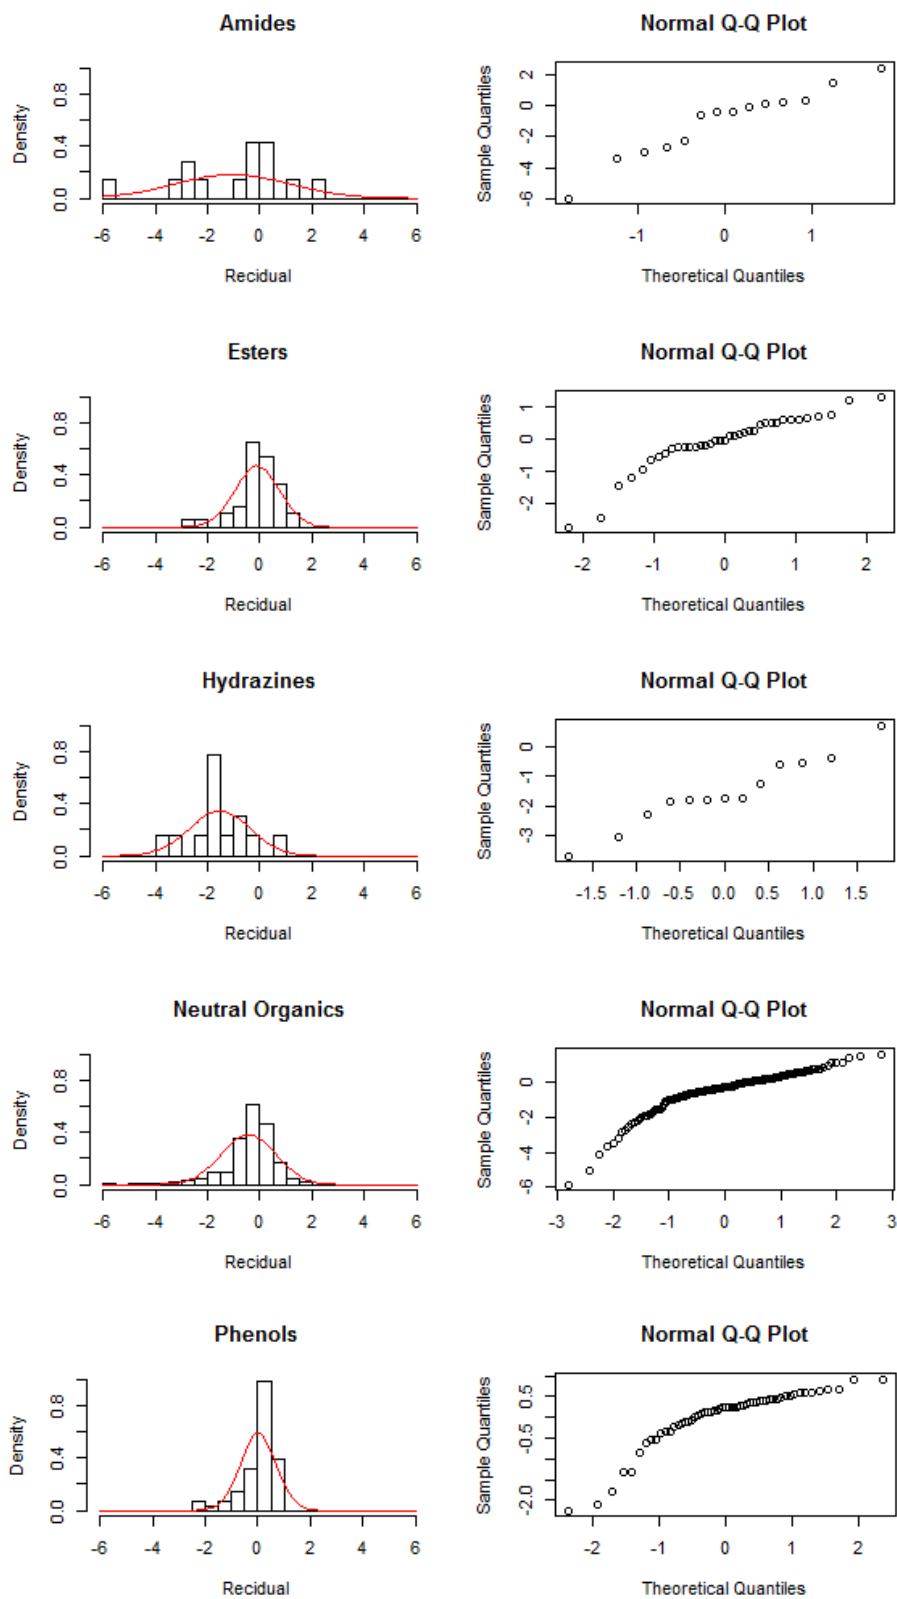 Amides
Normal Q-Q Plot
Density
0.0 0.4 0.8
-6 -4 -2 0 2 4 6
Recidual
Sample Quantiles
-6 -4 -2 0 2
-1 0 1
Theoretical Quantiles
Esters
Normal Q-Q Plot
Density
0.0 0.4 0.8
-6 -4 -2 0 2 4 6
Recidual
Sample Quantiles
-2 -1 0 1
-2 -1 0 1 2
Theoretical Quantiles
Hydrazines
Normal Q-Q Plot
Density
0.0 0.4 0.8
-6 -4 -2 0 2 4 6
Recidual
Sample Quantiles
-3 -2 -1 0
-1.5 -1.0 -0.5 0.0 0.5 1.0 1.5
Theoretical Quantiles
Neutral Organics
Normal Q-Q Plot
Density
0.0 0.4 0.8
-6 -4 -2 0 2 4 6
Recidual
Sample Quantiles
-6 -4 -2 0
-3 -2 -1 0 1 2 3
Theoretical Quantiles
Phenols
Normal Q-Q Plot
Density
0.0 0.4 0.8
-6 -4 -2 0 2 4 6
Recidual
Sample Quantiles
-2.0 -0.5 0.5
-2 -1 0 1 2
Theoretical Quantiles